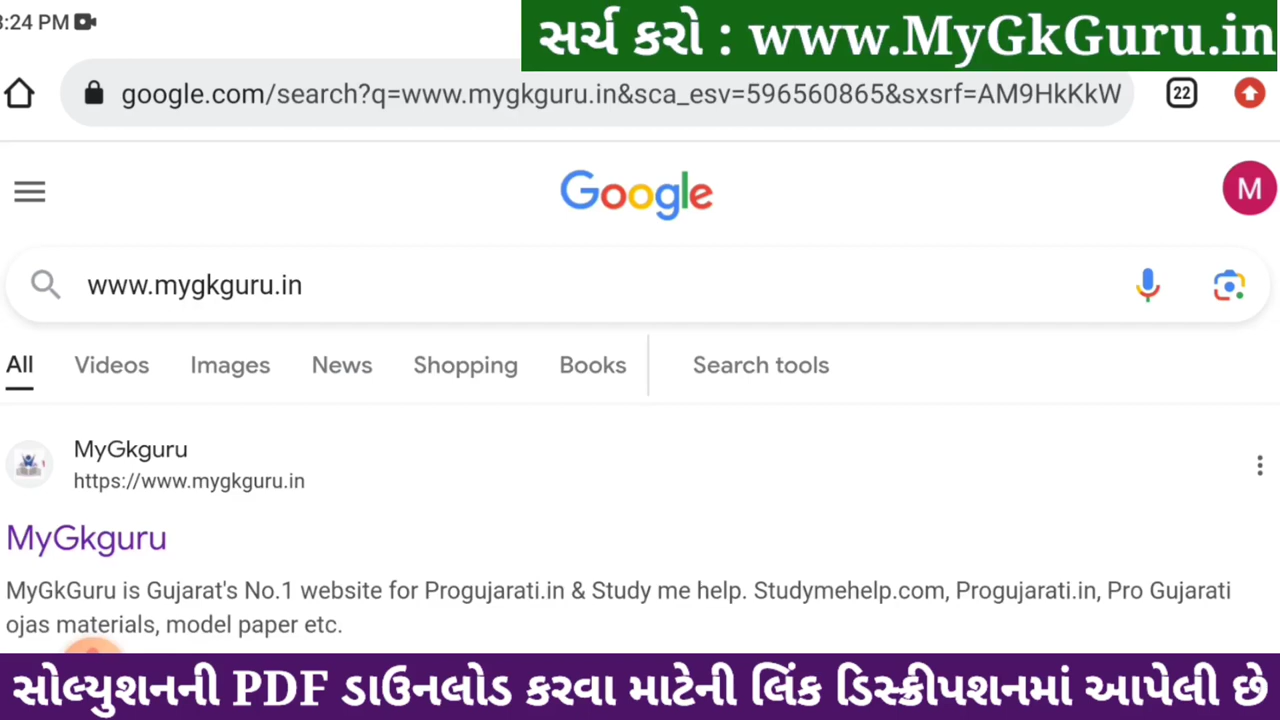 :24 PM
સર્ચ કરો : www.MyGkGuru.in
google.com/search?q=www.mygkguru.in&sca_esv=596560865&sxsrf=AM9HkKkW
22
Google
M
www.mygkguru.in
All Videos Images News Shopping Books Search tools
MyGkguru
https://www.mygkguru.in
MyGkguru
MyGkGuru is Gujarat's No.1 website for Progujarati.in & Study me help. Studymehelp.com, Progujarati.in, Pro Gujarati
ojas materials, model paper etc.
સોલ્યુશનની PDF ડાઉનલોડ કરવા માટેની લિંક ડિસ્ક્રીપશનમાં આપેલી છે